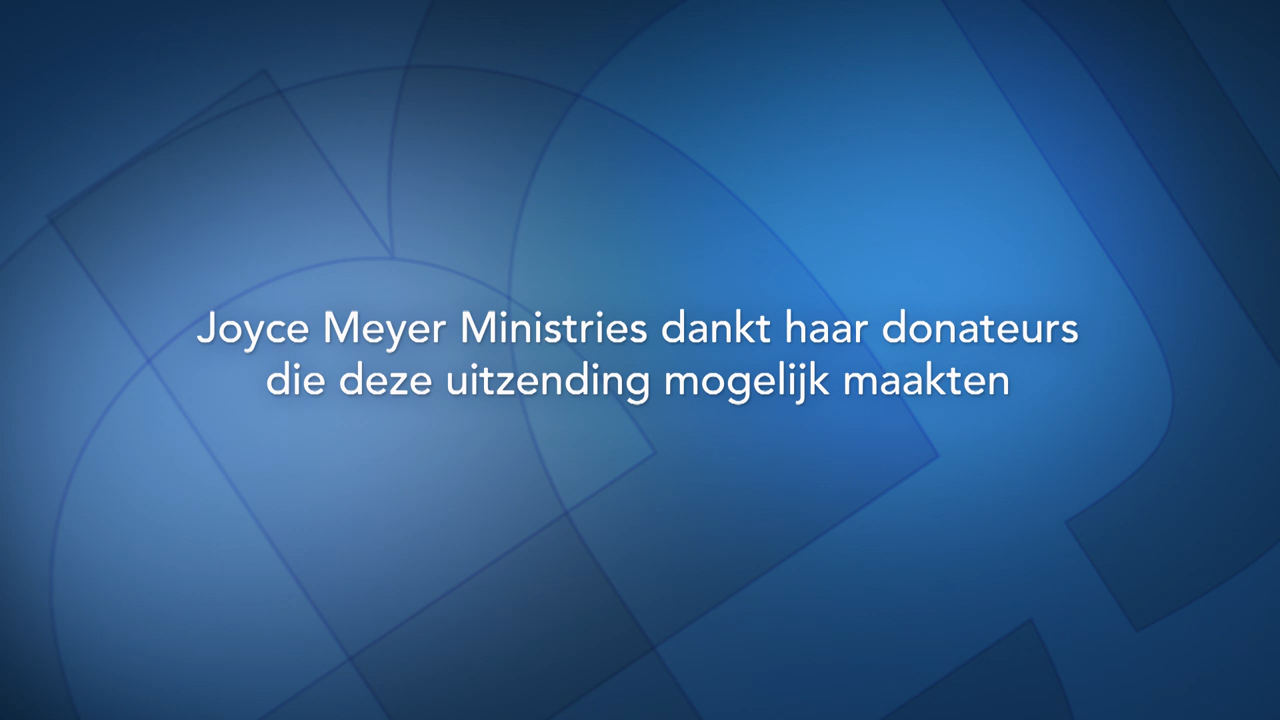 Joyce Meyer Ministries dankt haar donateurs
die deze uitzending mogelijk maakten